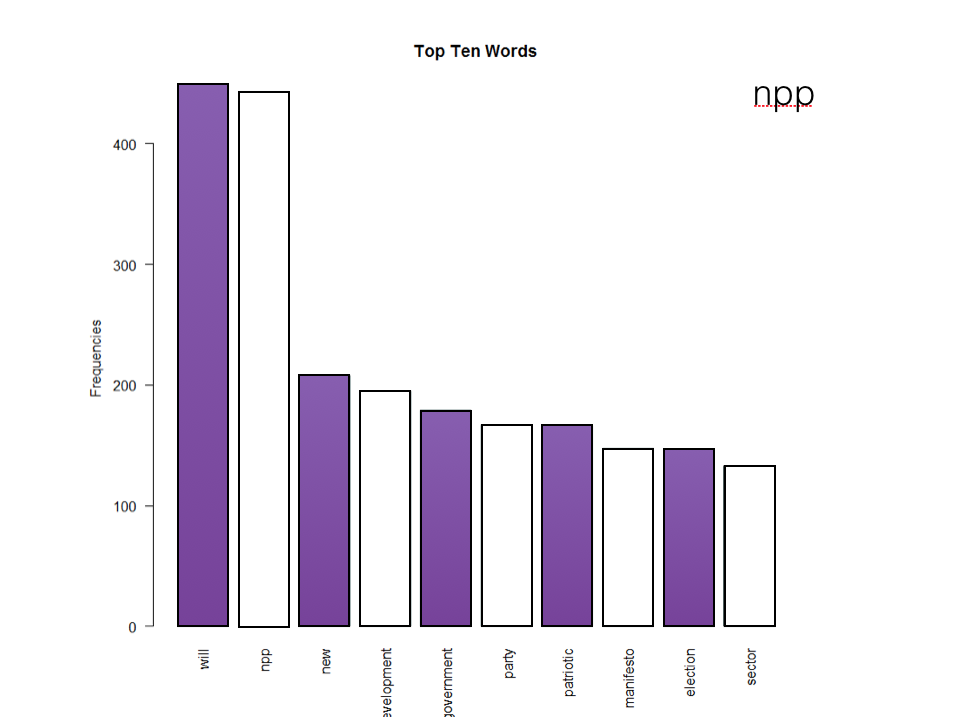 Top Ten Words
npp
Frequencies
400
300
200
100
0
will
npp
new
evelopment
government
party
patriotic
manifesto
election
sector